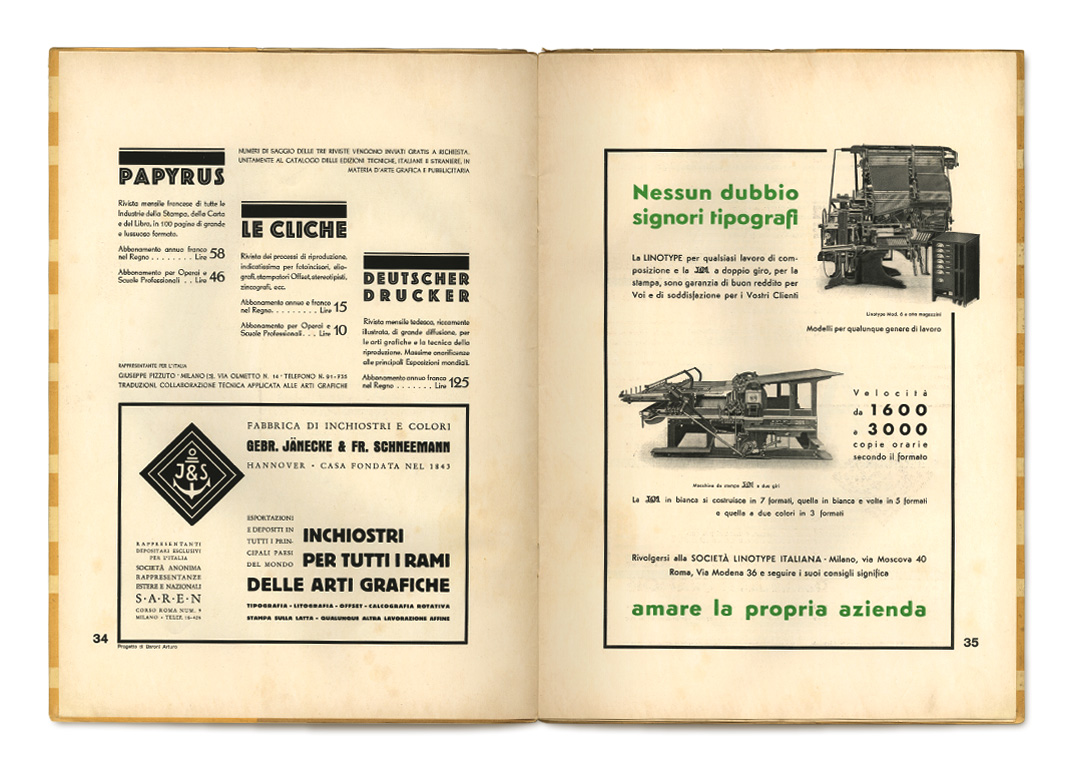 PAPYRUS
Rivista mensile francese di tutte le
Industrie della Stampa, della Carta
e del Libro, in 100 pagine di grande
e lussuoso formato.
Abbonamento annuo franco
nel Regno . . . . . . . . Lire 58
Abbonamento per Operai e
Scuole Professionali . . Lire 46
NUMERI DI SAGGIO DELLE TRE RIVISTE VENGONO INVIATI GRATIS A RICHIESTA,
UNITAMENTE AL CATALOGO DELLE EDIZIONI TECNICHE, ITALIANE E STRANIERE, IN
MATERIA D'ARTE GRAFICA E PUBBLICITARIA
LE CLICHE
Rivista dei processi di riproduzione,
indicatissima per fotoincisori, elio-
grafi, stampatori Offset, stereotipisti,
zincografi, ecc.
Abbonamento annuo e franco
nel Regno. . . . . . . . . Lire 15
Abbonamento per Operai e
Scuole Professionali. . . Lire 10
DEUTSCHER
DRUCKER
Rivista mensile tedesca, riccamente
illustrata, di grande diffusione, per
le arti grafiche e la tecnica della
riproduzione. Massime onorificenze
alle principali Esposizioni mondiali.
Abbonamento annuo franco
nel Regno . . . . . . . Lire 125
RAPPRESENTANTE PER L'ITALIA
GIUSEPPE PIZZUTO - MILANO (2), VIA OLMETTO N. 14 - TELEFONO N. 91-735
TRADUZIONI, COLLABORAZIONE TECNICA APPLICATA ALLE ARTI GRAFICHE
J&S
FABBRICA DI INCHIOSTRI E COLORI
GEBR. JÄNECKE & FR. SCHNEEMANN
HANNOVER • CASA FONDATA NEL 1843
ESPORTAZIONI
E DEPOSITI IN
TUTTI I PRIN-
CIPALI PAESI
DEL MONDO
INCHIOSTRI
PER TUTTI I RAMI
DELLE ARTI GRAFICHE
TIPOGRAFIA - LITOGRAFIA - OFFSET - CALCOGRAFIA ROTATIVA
STAMPA SULLA LATTA - QUALUNQUE ALTRA LAVORAZIONE AFFINE
RAPPRESENTANTI
DEPOSITARI ESCLUSIVI
PER L'ITALIA
SOCIETÀ ANONIMA
RAPPRESENTANZE
ESTERE E NAZIONALI
S·A·R·E·N
CORSO ROMA NUM. 9
MILANO • TELEF.
34
Progetto di Baroni Arturo
Nessun dubbio
signori tipografi
La LINOTYPE per qualsiasi lavoro di com-
posizione e la a doppio giro, per la
stampa, sono garanzia di buon reddito per
Voi e di soddisfazione per i Vostri Clienti
Linotype Mod. 6 a otto magazzini
Modelli per qualunque genere di lavoro
Velocità
da 1600
a 3000
copie orarie
secondo il formato
Macchina da stampa a due giri
La in bianca si costruisce in 7 formati, quella in bianca e volta in 5 formati
e quella a due colori in 3 formati
Rivolgersi alla SOCIETÀ LINOTYPE ITALIANA - Milano, via Moscova 40
Roma, Via Modena 36 e seguire i suoi consigli significa
amare la propria azienda
35